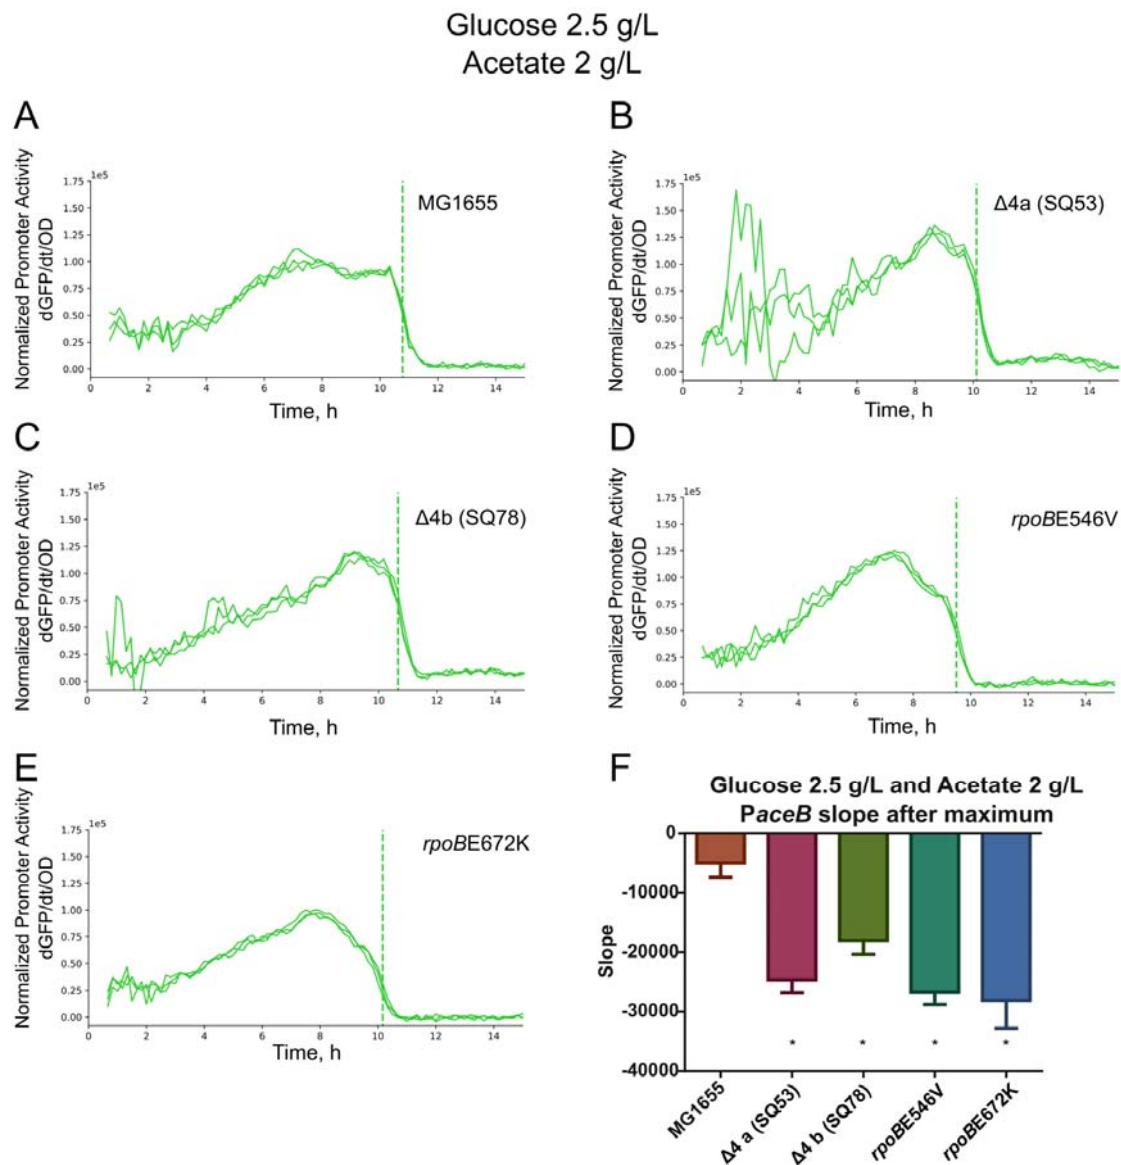 Glucose 2.5 g/L
Acetate 2 g/L
A
Normalized Promoter Activity
dGFP/dt/OD
1e5
1.75
1.50
1.25
1.00
0.75
0.50
0.25
0.00
MG1655
0 2 4 6 8 10 12 14
Time, h
B
Normalized Promoter Activity
dGFP/dt/OD
1e5
1.75
1.50
1.25
1.00
0.75
0.50
0.25
0.00
Δ4a (SQ53)
0 2 4 6 8 10 12 14
Time, h
C
Normalized Promoter Activity
dGFP/dt/OD
1e5
1.75
1.50
1.25
1.00
0.75
0.50
0.25
0.00
Δ4b (SQ78)
0 2 4 6 8 10 12 14
Time, h
D
Normalized Promoter Activity
dGFP/dt/OD
1e5
1.75
1.50
1.25
1.00
0.75
0.50
0.25
0.00
rpoBE546V
0 2 4 6 8 10 12 14
Time, h
E
Normalized Promoter Activity
dGFP/dt/OD
1e5
1.75
1.50
1.25
1.00
0.75
0.50
0.25
0.00
rpoBE672K
0 2 4 6 8 10 12 14
Time, h
F
Glucose 2.5 g/L and Acetate 2 g/L
PaceB slope after maximum
Slope
0
-10000
-20000
-30000
-40000
* * * *
MG1655
Δ4 a (SQ53)
Δ4 b (SQ78)
rpoBE546V
rpoBE672K